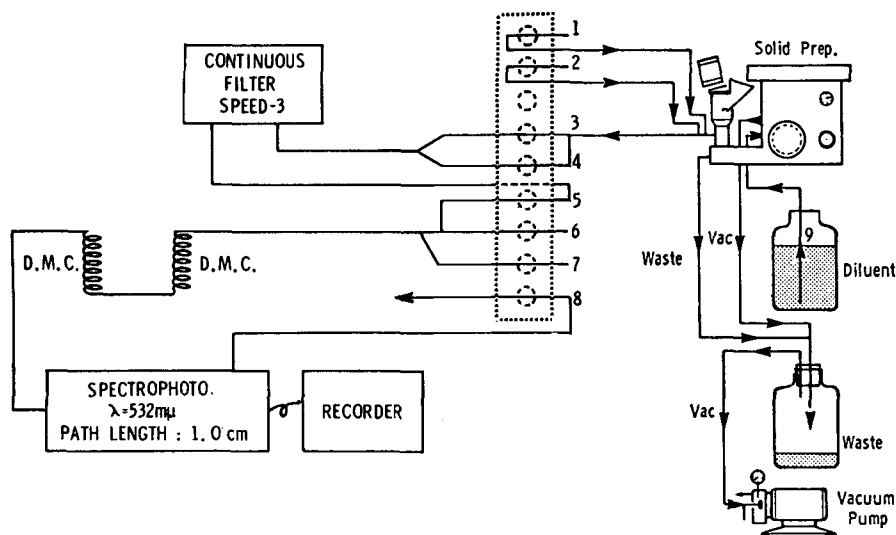 CONTINUOUS
FILTER
SPEED-3
1
2
3
4
5
6
7
8
Solid Prep.
9
Diluent
Waste
Vac
D.M.C.
D.M.C.
SPECTROPHOTO.
λ=532mμ
PATH LENGTH : 1.0 cm
RECORDER
Vac
Waste
Vacuum
Pump